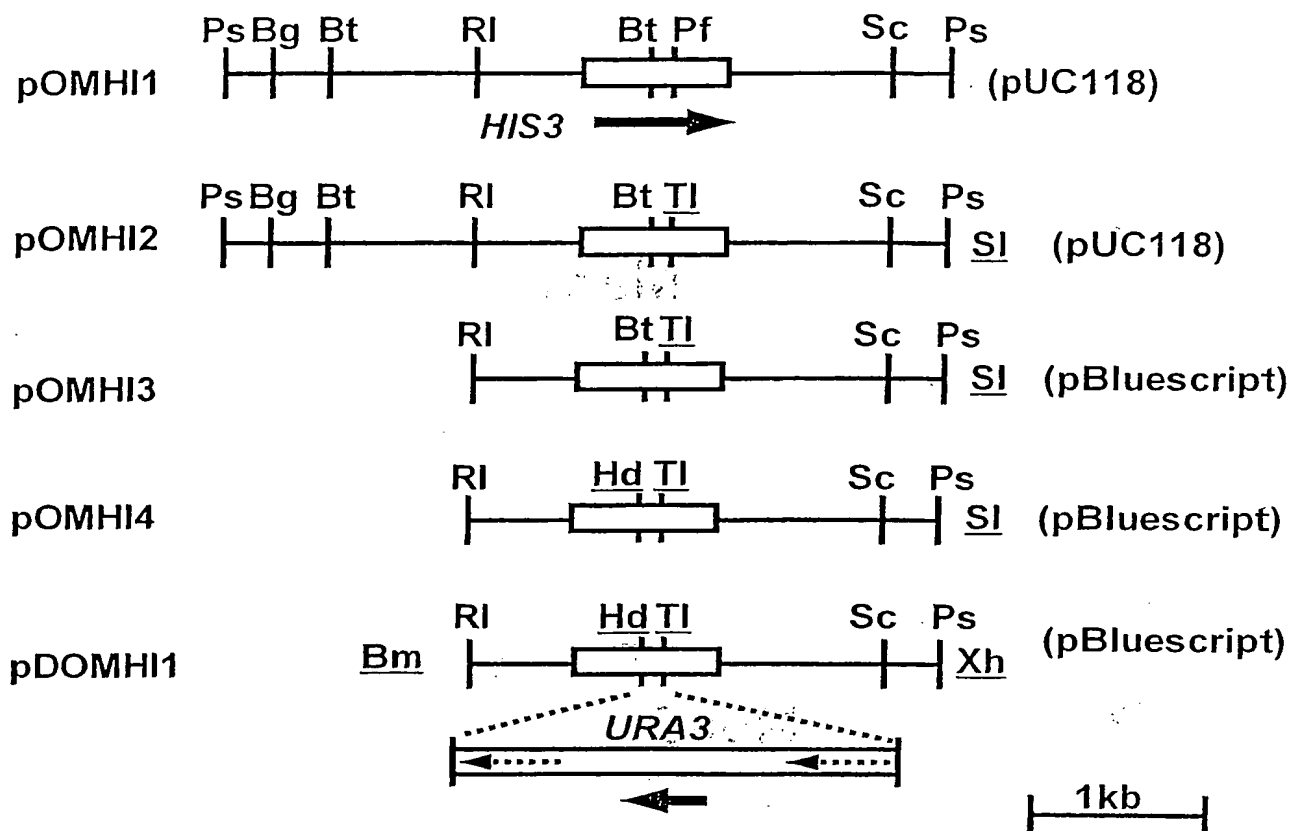 Ps Bg Bt RI Bt Pf Sc Ps
pOMHI1 (pUC118)
HIS3
Ps Bg Bt RI Bt TI Sc Ps
pOMHI2 SI (pUC118)
RI Bt TI Sc Ps
pOMHI3 SI (pBluescript)
RI Hd TI Sc Ps
pOMHI4 SI (pBluescript)
RI Hd TI Sc Ps
pDOMHI1 Bm Xh (pBluescript)
URA3
1kb